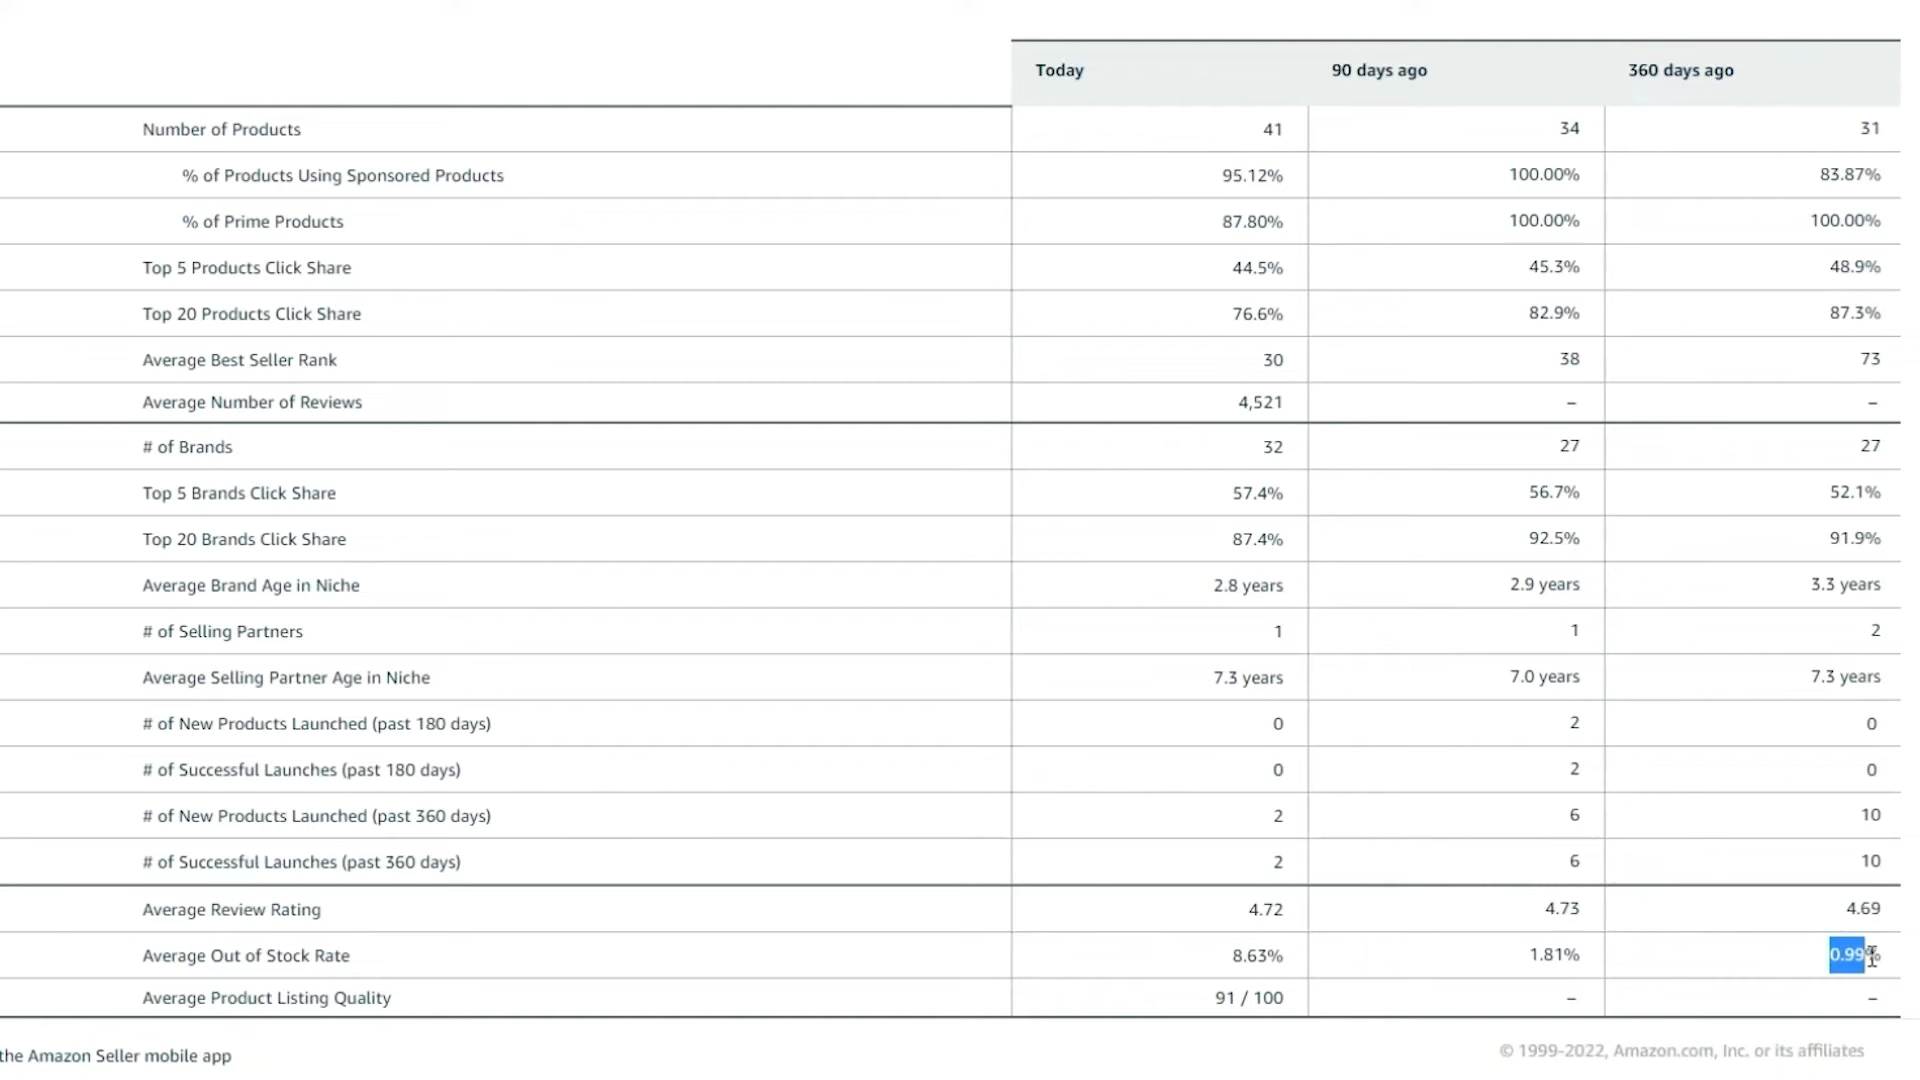 Today 90 days ago 360 days ago
Number of Products 41 34 31
% of Products Using Sponsored Products 95.12% 100.00% 83.87%
% of Prime Products 87.80% 100.00% 100.00%
Top 5 Products Click Share 44.5% 45.3% 48.9%
Top 20 Products Click Share 76.6% 82.9% 87.3%
Average Best Seller Rank 30 38 73
Average Number of Reviews 4,521 – –
# of Brands 32 27 27
Top 5 Brands Click Share 57.4% 56.7% 52.1%
Top 20 Brands Click Share 87.4% 92.5% 91.9%
Average Brand Age in Niche 2.8 years 2.9 years 3.3 years
# of Selling Partners 1 1 2
Average Selling Partner Age in Niche 7.3 years 7.0 years 7.3 years
# of New Products Launched (past 180 days) 0 2 0
# of Successful Launches (past 180 days) 0 2 0
# of New Products Launched (past 360 days) 2 6 10
# of Successful Launches (past 360 days) 2 6 10
Average Review Rating 4.72 4.73 4.69
Average Out of Stock Rate 8.63% 1.81% 0.99%
Average Product Listing Quality 91 / 100 – –
the Amazon Seller mobile app © 1999-2022, Amazon.com, Inc. or its affiliates